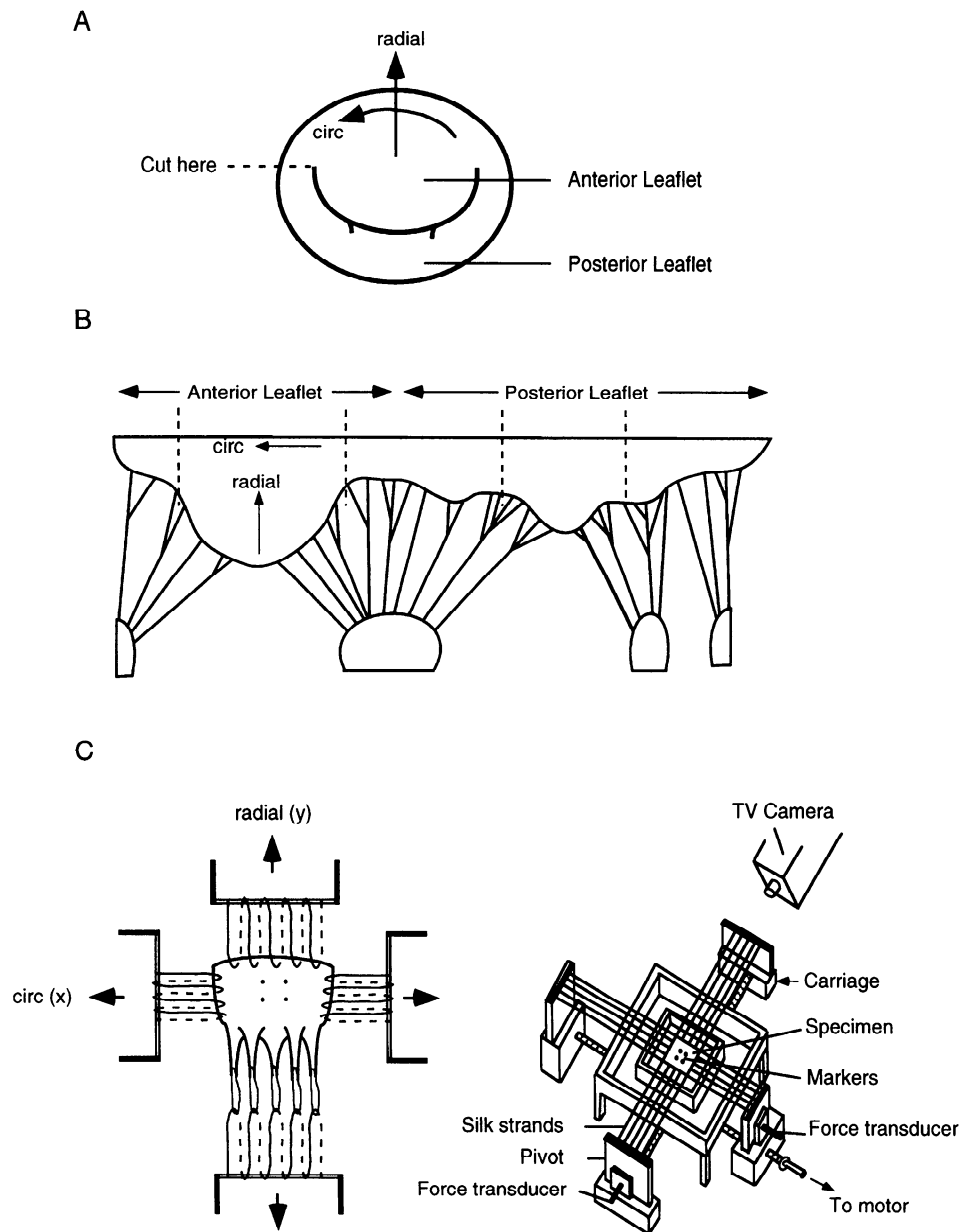 A
radial
circ
Cut here
Anterior Leaflet
Posterior Leaflet
B
Anterior Leaflet
Posterior Leaflet
circ
radial
C
radial (y)
circ (x)
TV Camera
Carriage
Specimen
Markers
Silk strands
Force transducer
Pivot
Force transducer
To motor